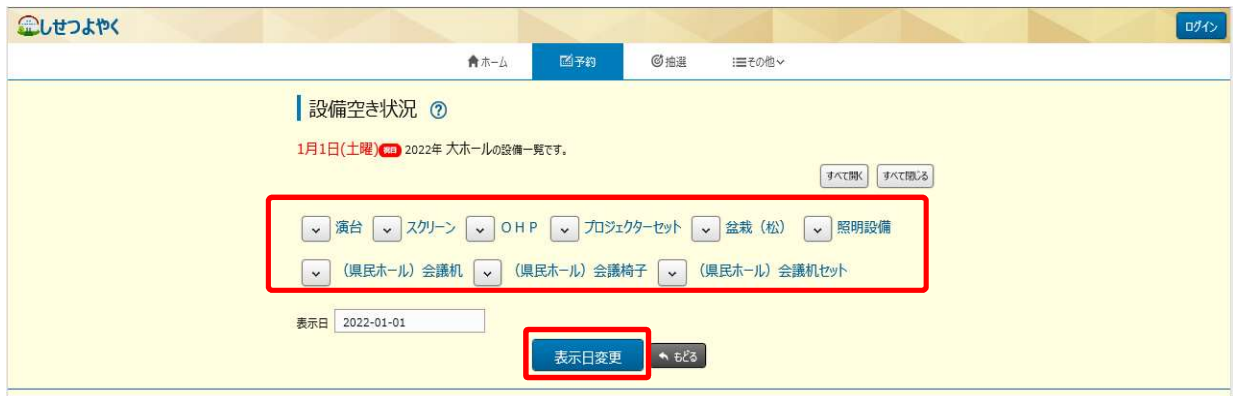 しせつよやく
ログイン
ホーム 予約 抽選 その他
設備空き状況 ?
1月1日(土曜) 祝日 2022年 大ホールの設備一覧です。
すべて開く すべて閉じる
演台 スクリーン OHP プロジェクターセット 盆栽(松) 照明設備
(県民ホール)会議机 (県民ホール)会議椅子 (県民ホール)会議机セット
表示日 2022-01-01
表示日変更 もどる